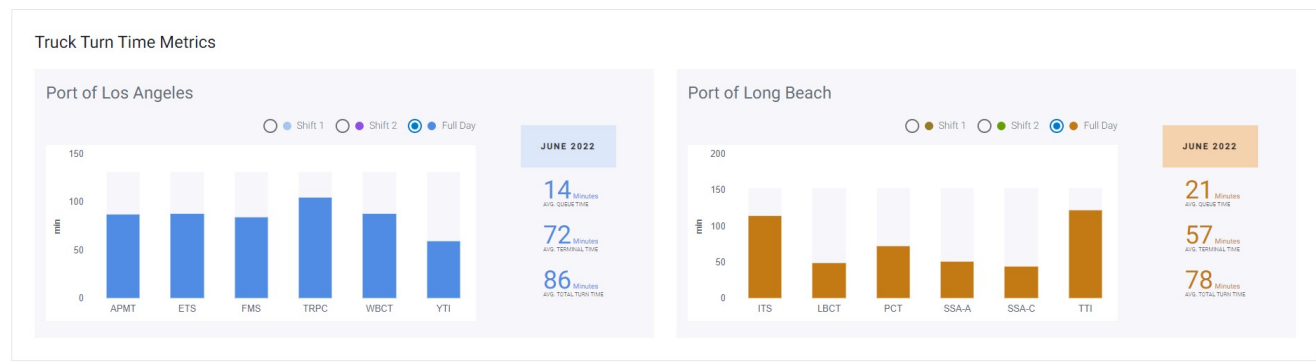 Truck Turn Time Metrics
Port of Los Angeles
Shift 1 Shift 2 Full Day
JUNE 2022
150
100
50
0
min
APMT ETS FMS TRPC WBCT YTI
14 Minutes
AVG. QUEUE TIME
72 Minutes
AVG. TERMINAL TIME
86 Minutes
AVG. TOTAL TURN TIME
Port of Long Beach
Shift 1 Shift 2 Full Day
JUNE 2022
200
150
100
50
0
min
ITS LBCT PCT SSA-A SSA-C TTI
21 Minutes
AVG. QUEUE TIME
57 Minutes
AVG. TERMINAL TIME
78 Minutes
AVG. TOTAL TURN TIME